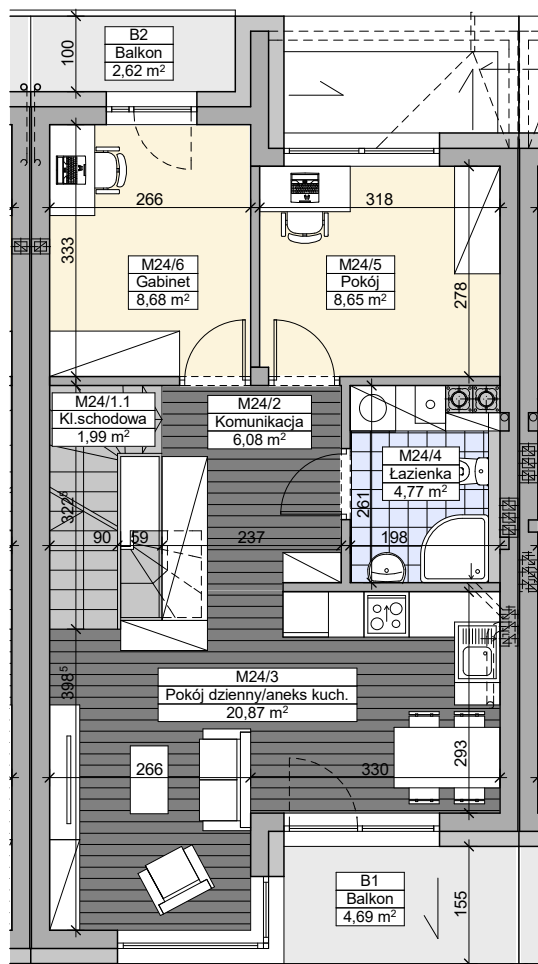 B2
Balkon
2,62 m²
100
266
318
M24/6
Gabinet
8,68 m²
M24/5
Pokój
8,65 m²
333
278
M24/1.1
Kl.schodowa
1,99 m²
M24/2
Komunikacja
6,08 m²
M24/4
Łazienka
4,77 m²
322⁵
261
90
59
237
198
398⁵
M24/3
Pokój dzienny/aneks kuch.
20,87 m²
266
330
293
B1
Balkon
4,69 m²
155